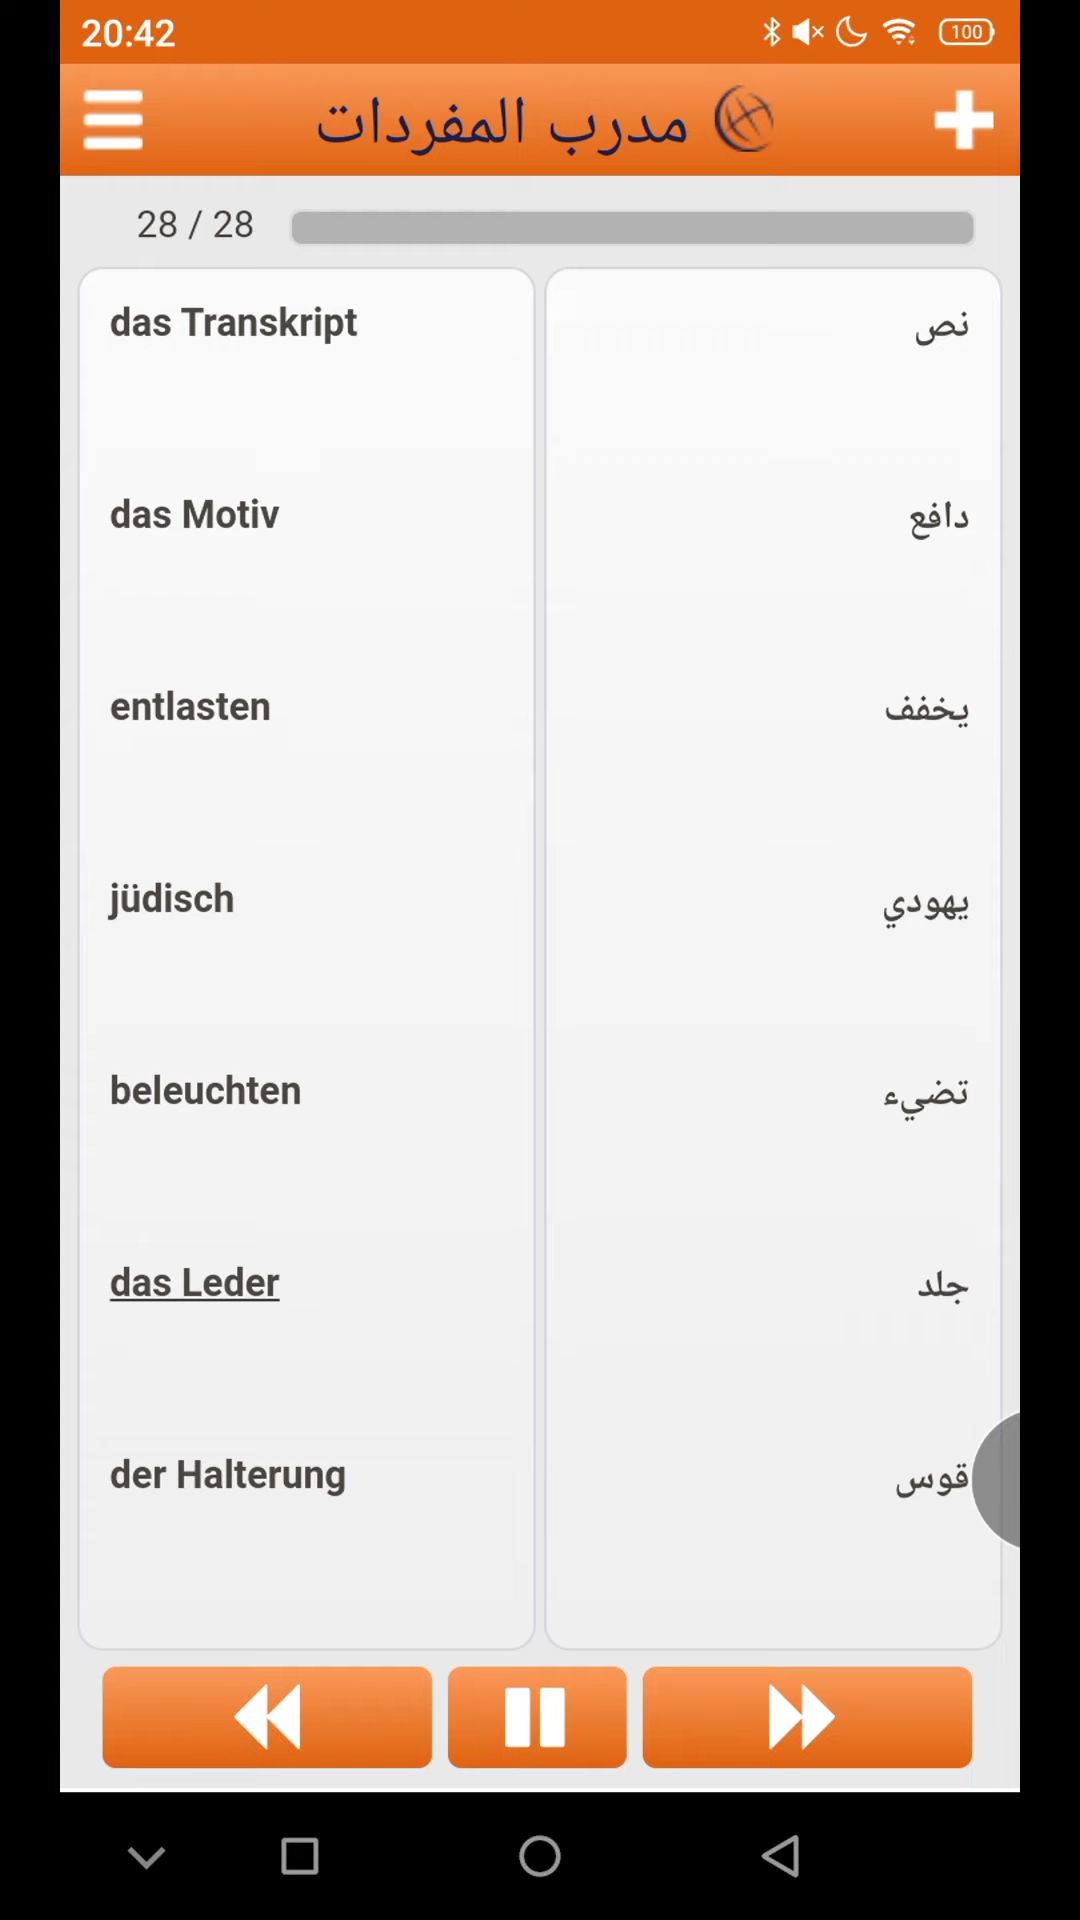 20:42
100
مدرب المفردات
28 / 28
das Transkript
نص
das Motiv
دافع
entlasten
يخفف
jüdisch
يهودي
beleuchten
تضيء
das Leder
جلد
der Halterung
قوس